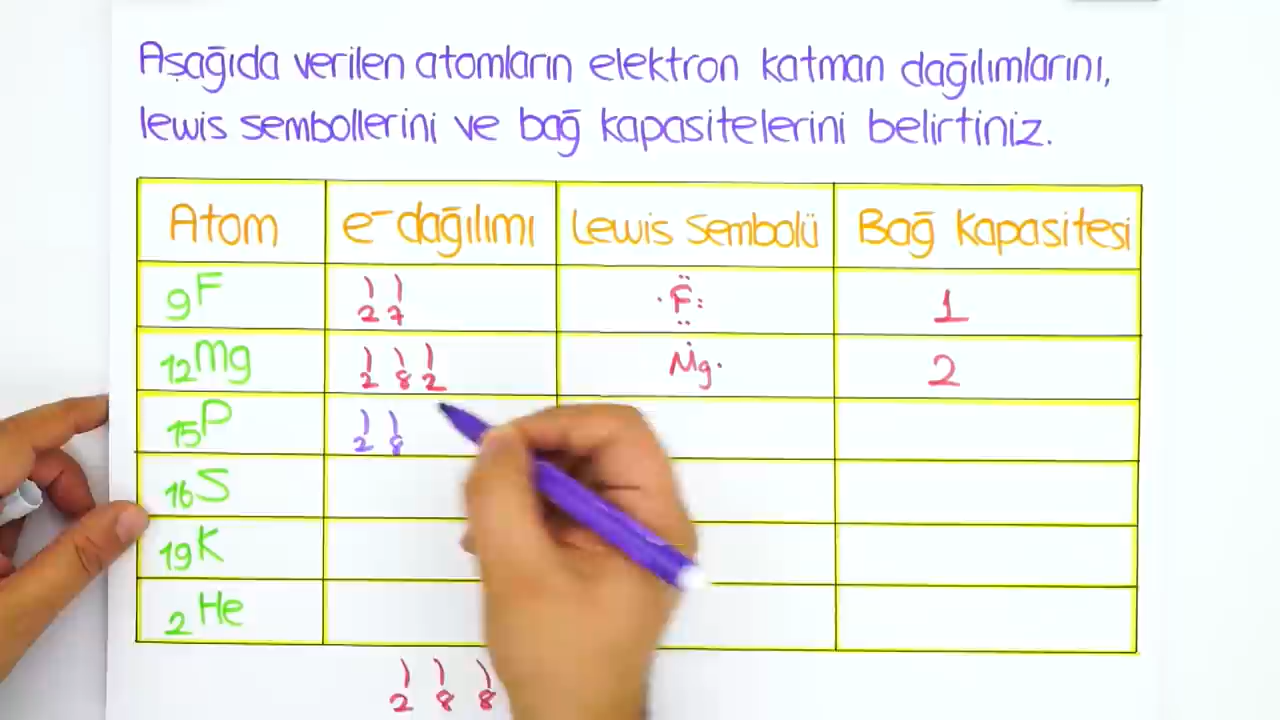 Aşağıda verilen atomların elektron katman dağılımlarını,
lewis sembollerini ve bağ kapasitelerini belirtiniz.
Atom e⁻ dağılımı Lewis Sembolü Bağ Kapasitesi
₉F 2 7 F 1
₁₂Mg 2 8 2 Mg 2
₁₅P 2 8
₁₆S
₁₉K
₂He
2 8 8